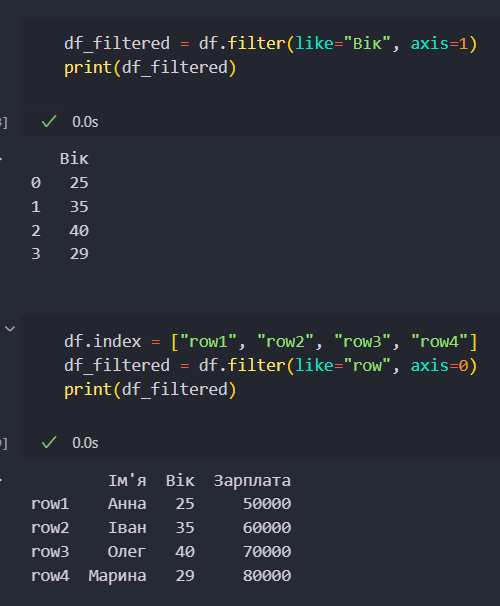 df_filtered = df.filter(like="Вік", axis=1)
print(df_filtered)
]
0.0s
Вік
0 25
1 35
2 40
3 29
df.index = ["row1", "row2", "row3", "row4"]
df_filtered = df.filter(like="row", axis=0)
print(df_filtered)
]
0.0s
Ім'я Вік Зарплата
row1 Анна 25 50000
row2 Іван 35 60000
row3 Олег 40 70000
row4 Марина 29 80000